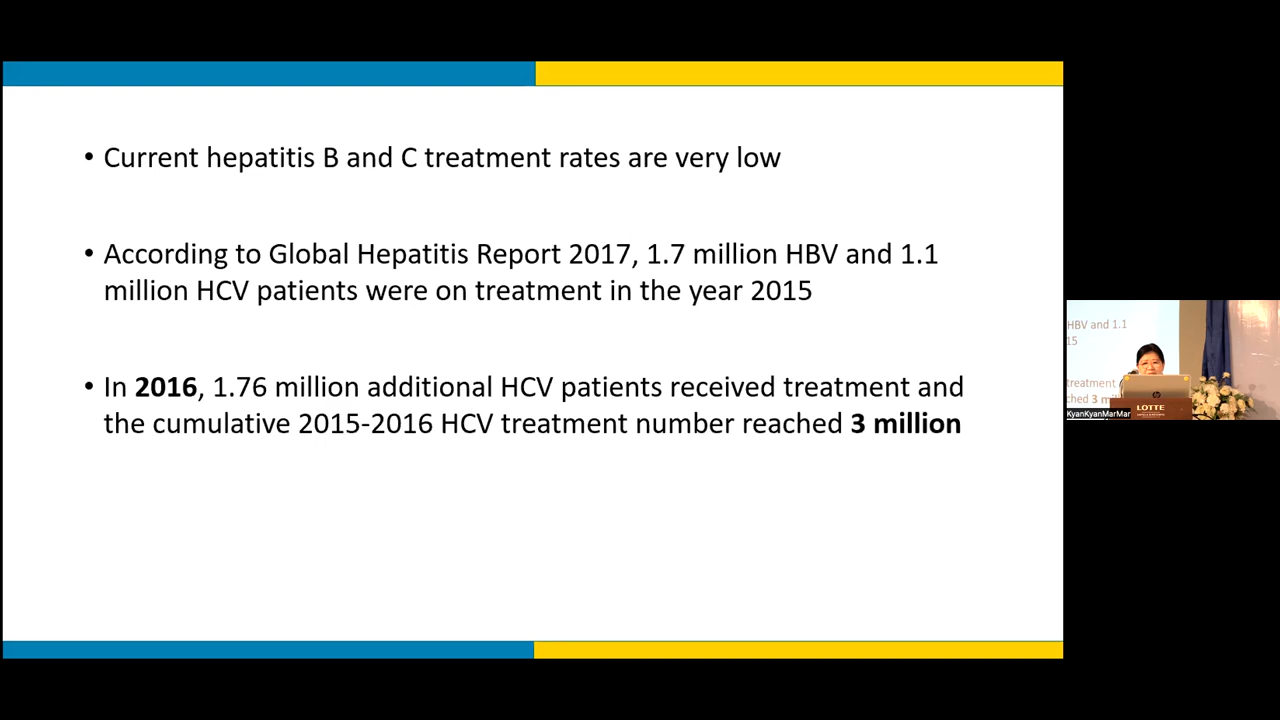 • Current hepatitis B and C treatment rates are very low
• According to Global Hepatitis Report 2017, 1.7 million HBV and 1.1
million HCV patients were on treatment in the year 2015
• In 2016, 1.76 million additional HCV patients received treatment and
the cumulative 2015-2016 HCV treatment number reached 3 million
HBV and 1.1
15
treatment
ched 3 mil
KyanKyanMarMar
LOTTE